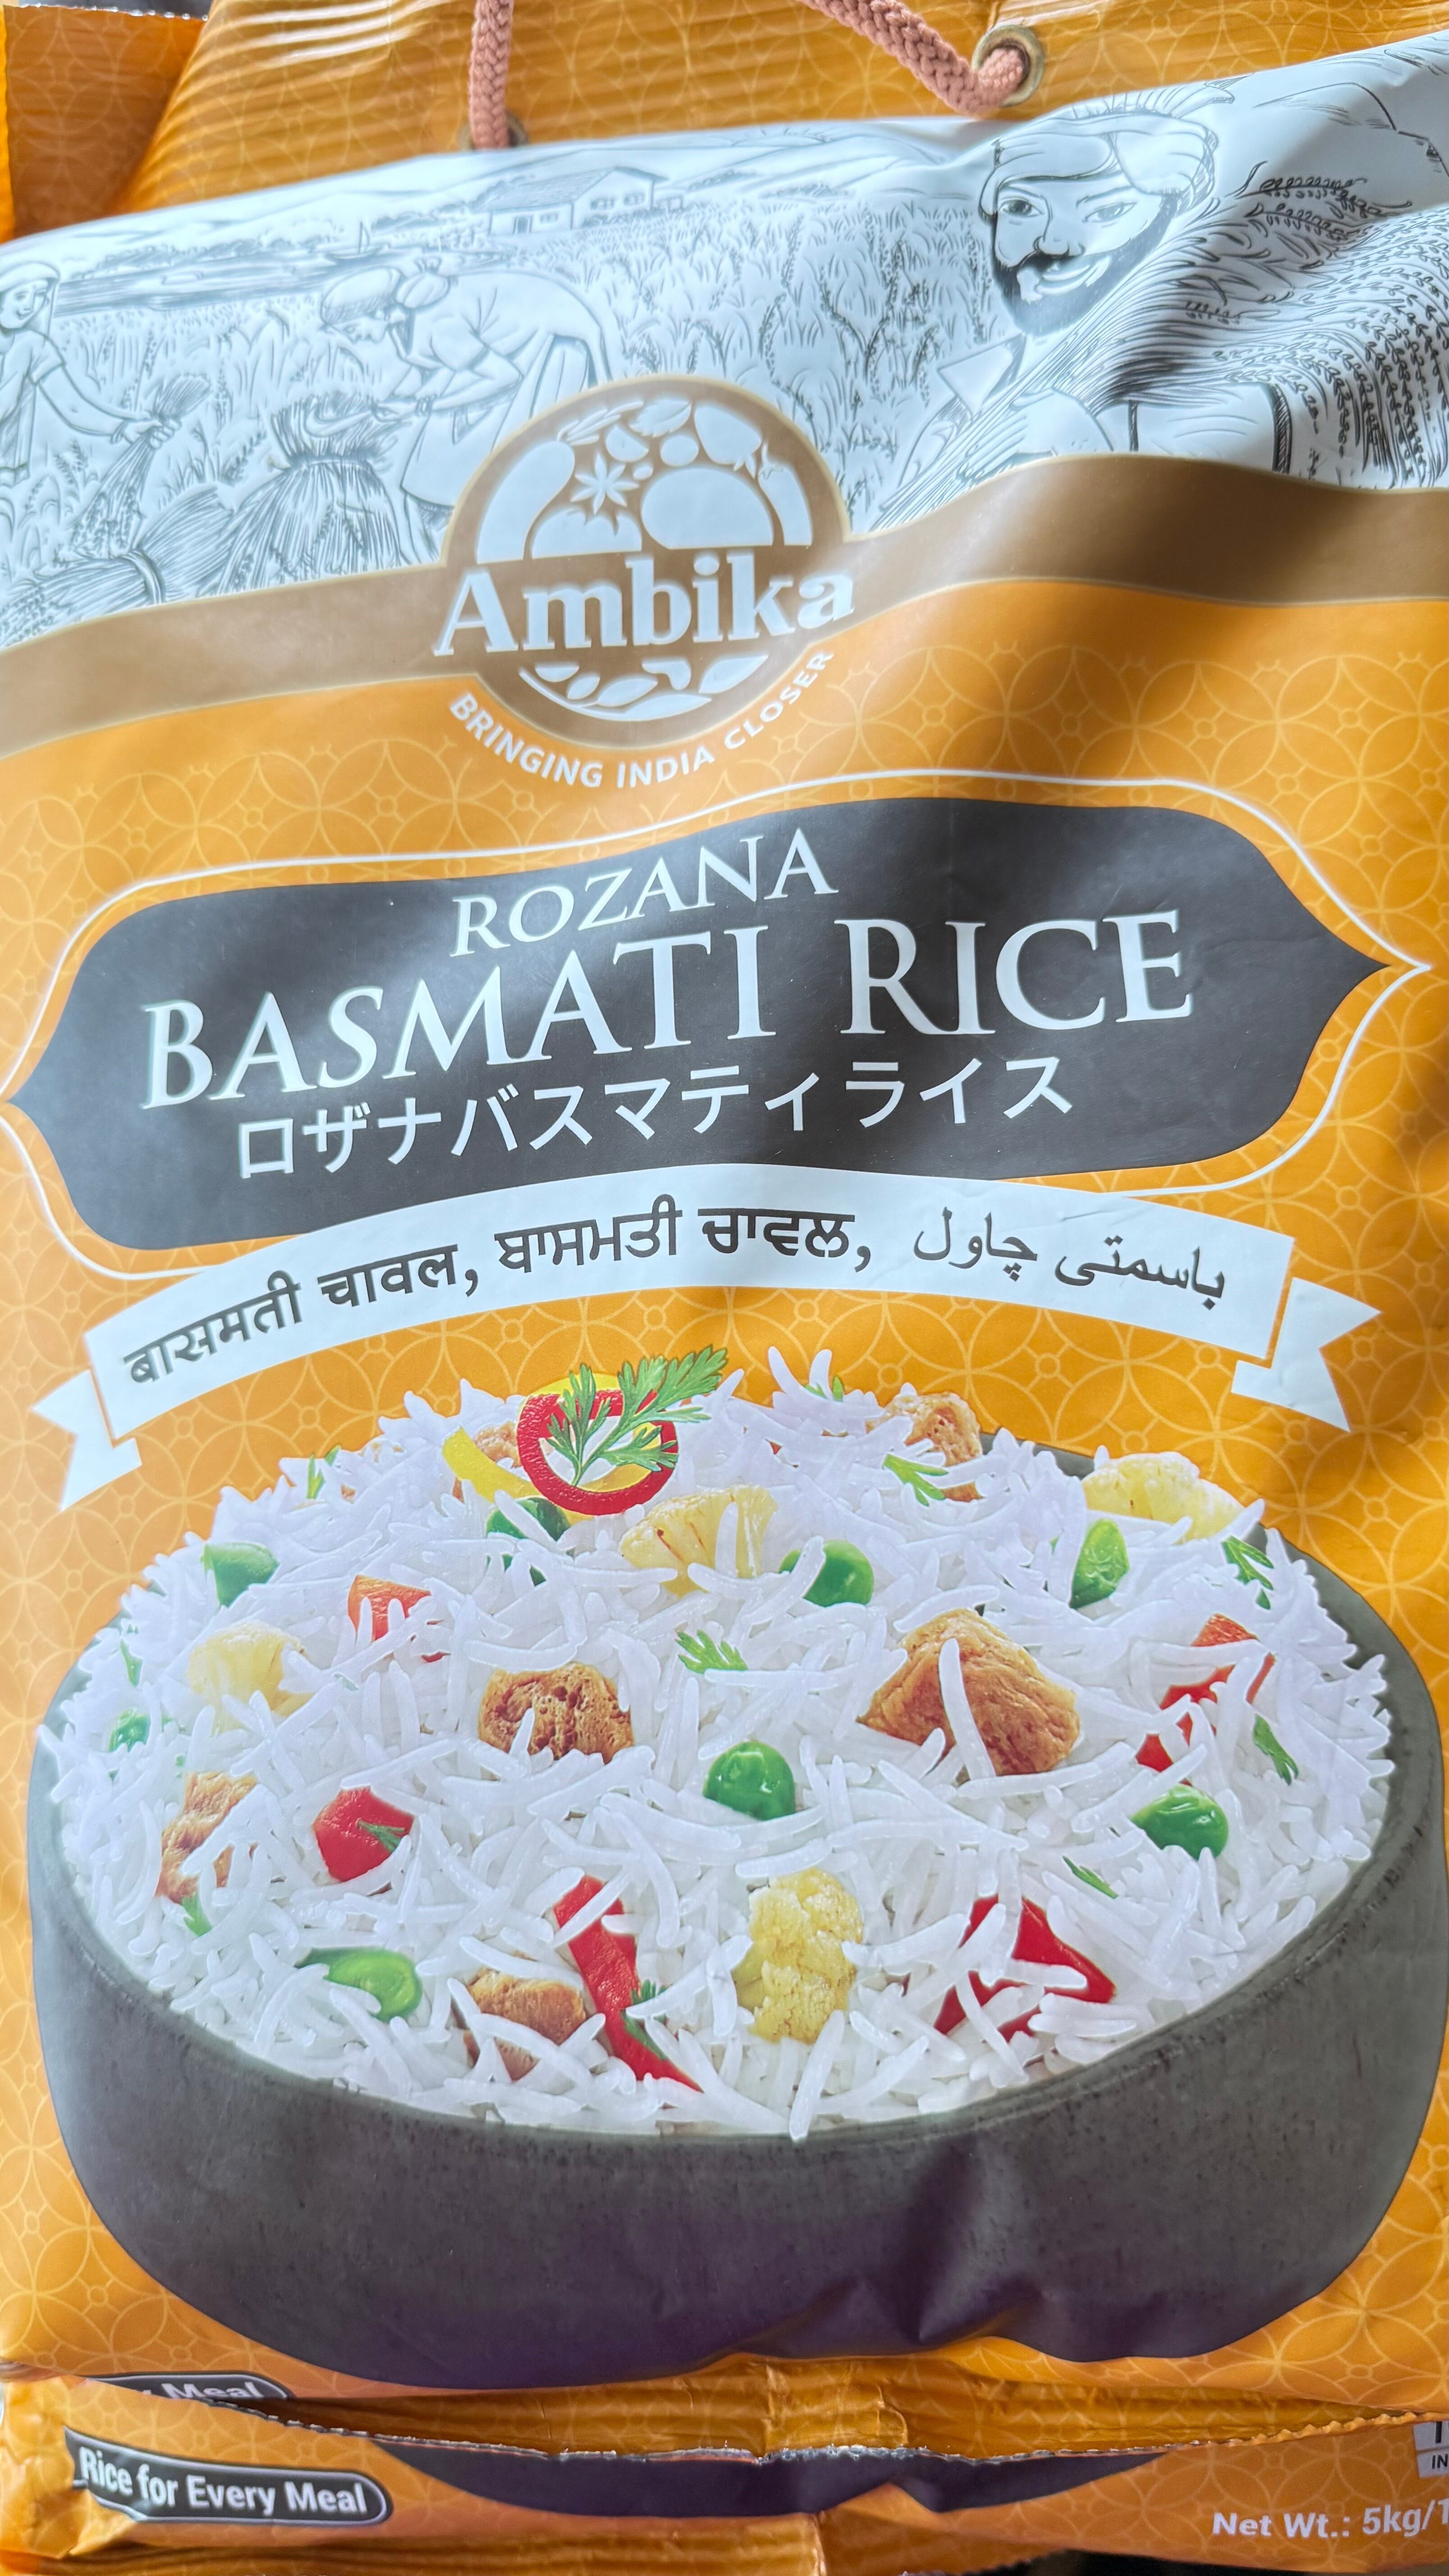 Ambika
BRINGING INDIA CLOSER
ROZANA
BASMATI RICE
ロザナバスマティライス
बासमती चावल, ਬਾਸਮਤੀ ਚਾਵਲ, باسمتی چاول
Meal
Rice for Every Meal
Net Wt.: 5kg/